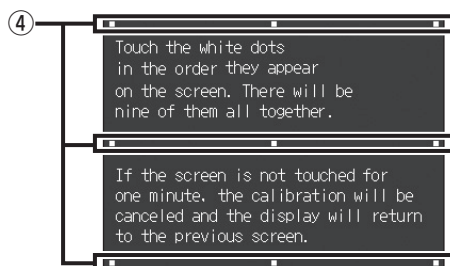 ④
Touch the white dots
in the order they appear
on the screen. There will be
nine of them all together.
If the screen is not touched for
one minute. the calibration will be
canceled and the display will return
to the previous screen.